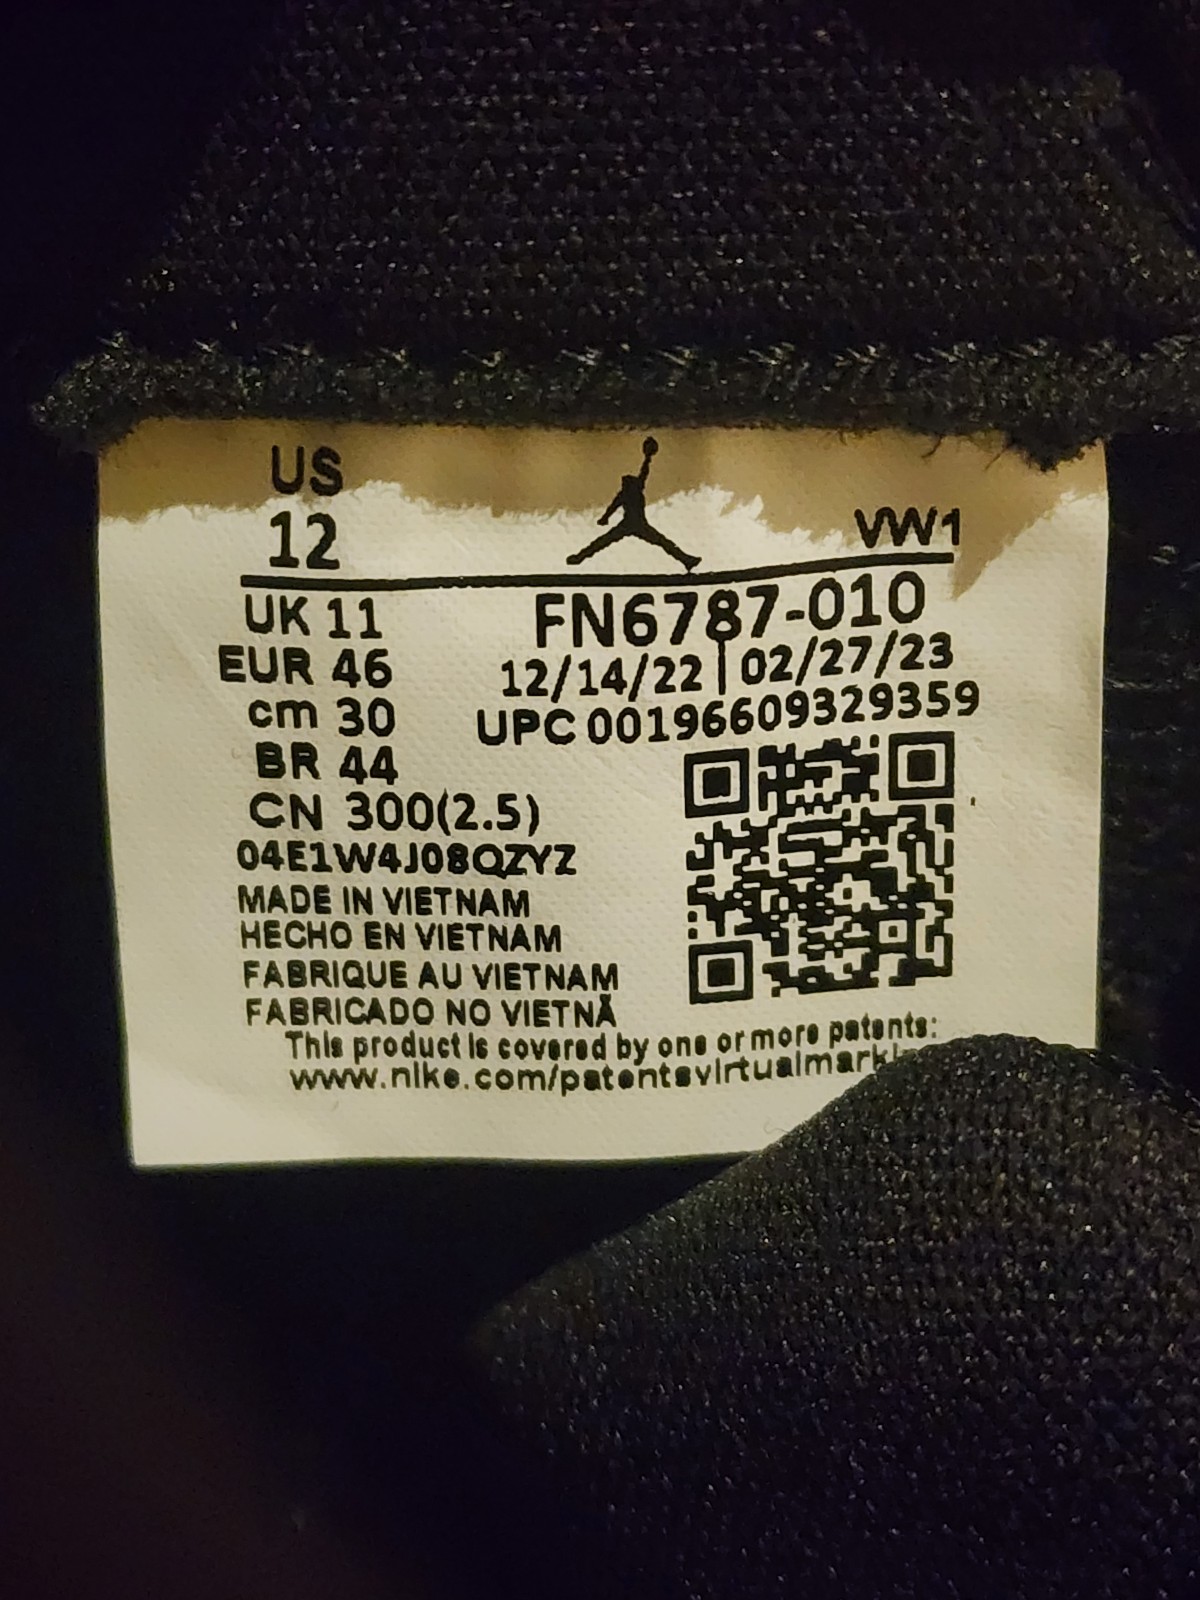 US
12
VW1
UK 11
FN6787-010
EUR 46
12/14/22 | 02/27/23
cm 30
UPC 00196609329359
BR 44
CN 300(2.5)
04E1W4J08QZYZ
MADE IN VIETNAM
HECHO EN VIETNAM
FABRIQUE AU VIETNAM
FABRICADO NO VIETNÃ
This product is covered by one or more patents: